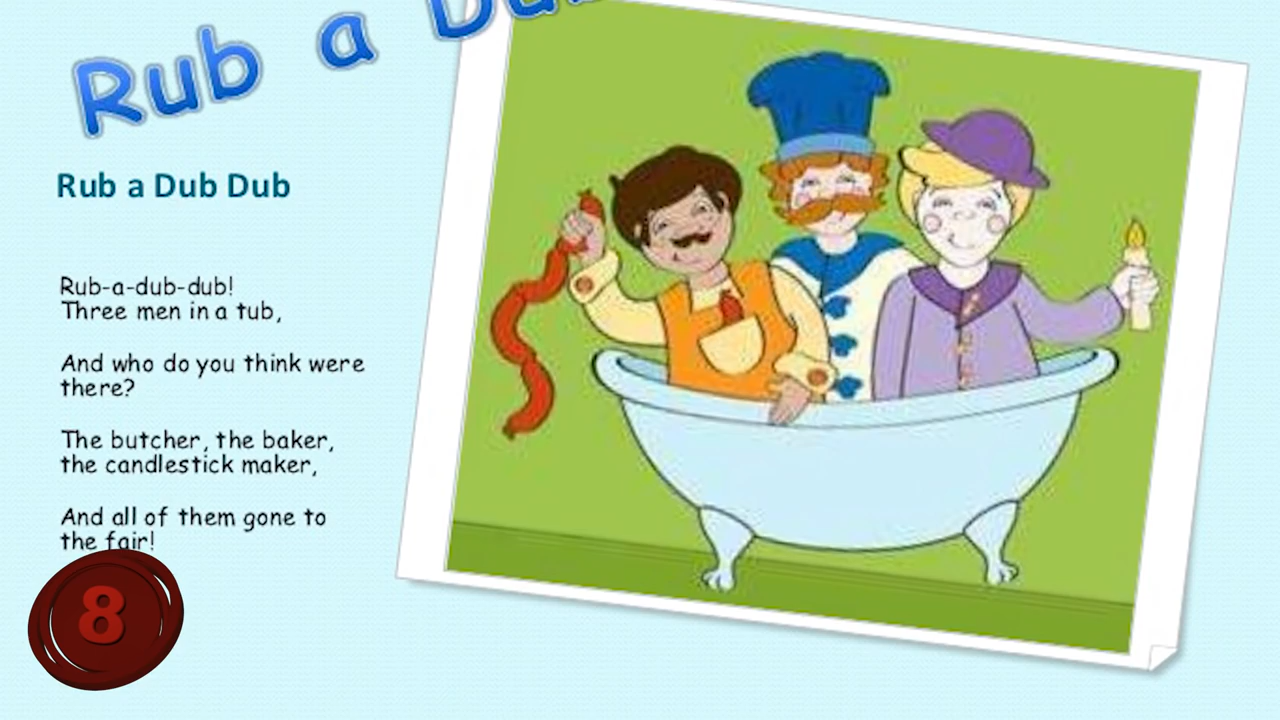 Rub a Dub
Rub a Dub Dub
Rub-a-dub-dub!
Three men in a tub,
And who do you think were
there?
The butcher, the baker,
the candlestick maker,
And all of them gone to
the fair!
8